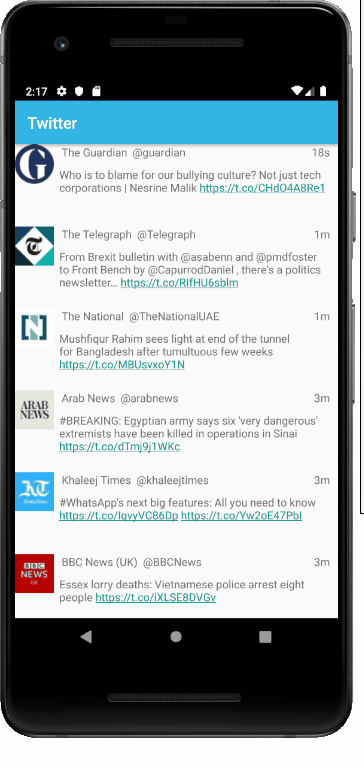 2:17
Twitter
The Guardian @guardian 18s
Who is to blame for our bullying culture? Not just tech
corporations | Nesrine Malik https://t.co/CHdO4A8Re1
The Telegraph @Telegraph 1m
From Brexit bulletin with @asabenn and @pmdfoster
to Front Bench by @CapurrodDaniel , there's a politics
newsletter… https://t.co/RIfHU6sblm
The National @TheNationalUAE 1m
Mushfiqur Rahim sees light at end of the tunnel
for Bangladesh after tumultuous few weeks
https://t.co/MBUsvxoY1N
ARAB
NEWS
Arab News @arabnews 3m
#BREAKING: Egyptian army says six 'very dangerous'
extremists have been killed in operations in Sinai
https://t.co/dTmj9j1WKc
Khaleej Times @khaleejtimes 3m
#WhatsApp's next big features: All you need to know
https://t.co/IqvyVC86Dp https://t.co/Yw2oE47PbI
BBC
NEWS
UK
BBC News (UK) @BBCNews 3m
Essex lorry deaths: Vietnamese police arrest eight
people https://t.co/iXLSE8DVGv